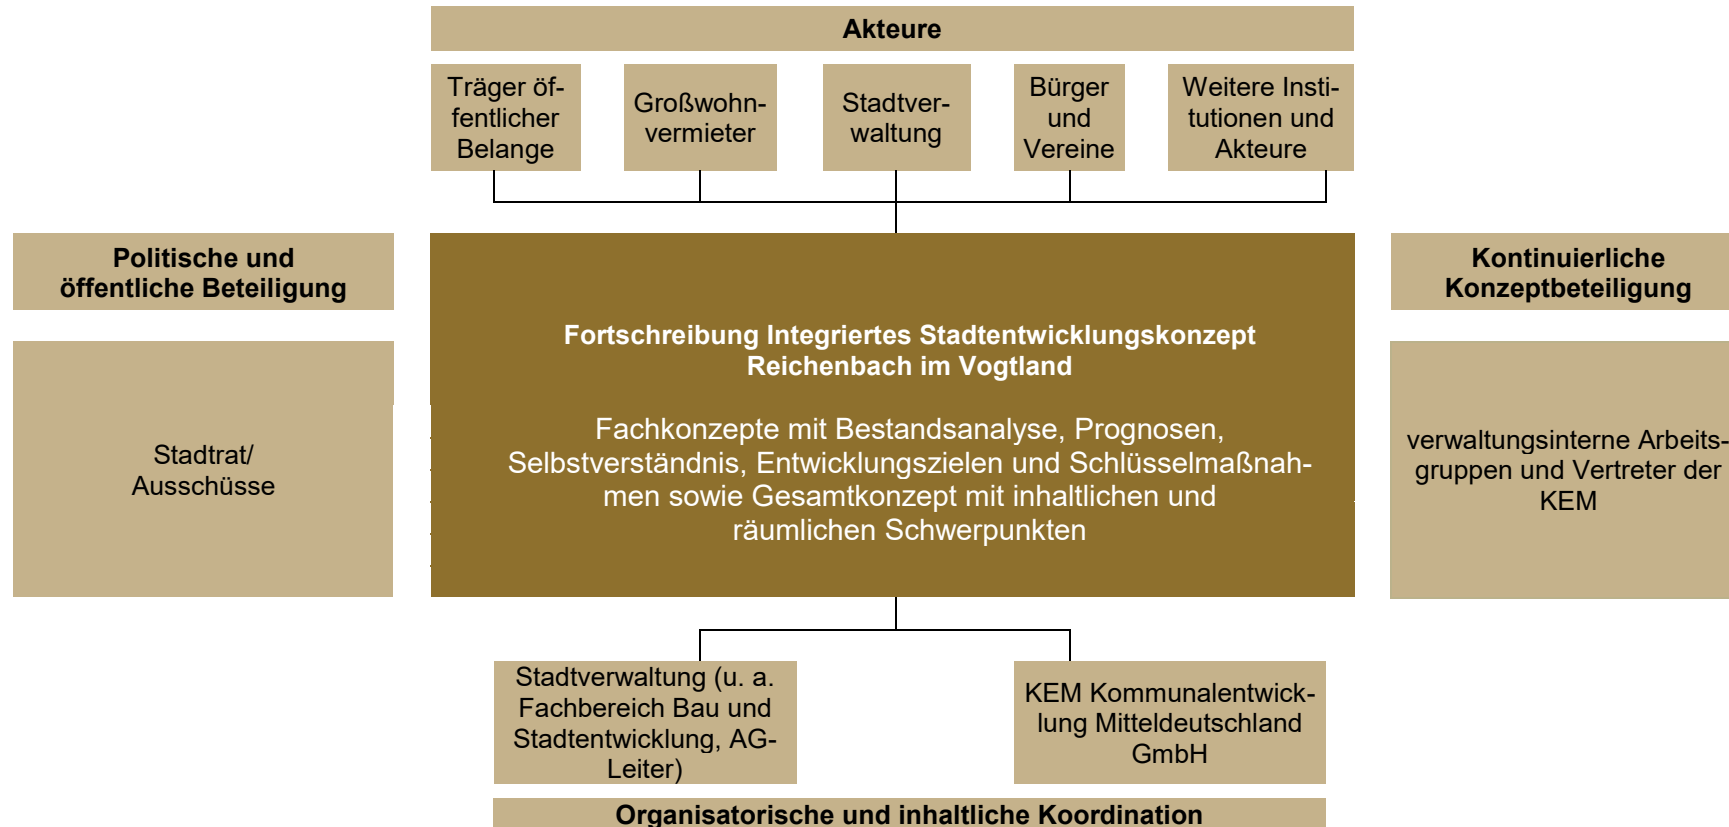 Akteure
Träger öf-
fentlicher
Belange
Großwohn-
vermieter
Stadtver-
waltung
Bürger
und
Vereine
Weitere Insti-
tutionen und
Akteure
Politische und
öffentliche Beteiligung
Stadtrat/
Ausschüsse
Fortschreibung Integriertes Stadtentwicklungskonzept
Reichenbach im Vogtland
Fachkonzepte mit Bestandsanalyse, Prognosen,
Selbstverständnis, Entwicklungszielen und Schlüsselmaßnah-
men sowie Gesamtkonzept mit inhaltlichen und
räumlichen Schwerpunkten
Kontinuierliche
Konzeptbeteiligung
verwaltungsinterne Arbeits-
gruppen und Vertreter der
KEM
Stadtverwaltung (u. a.
Fachbereich Bau und
Stadtentwicklung, AG-
Leiter)
KEM Kommunalentwick-
lung Mitteldeutschland
GmbH
Organisatorische und inhaltliche Koordination